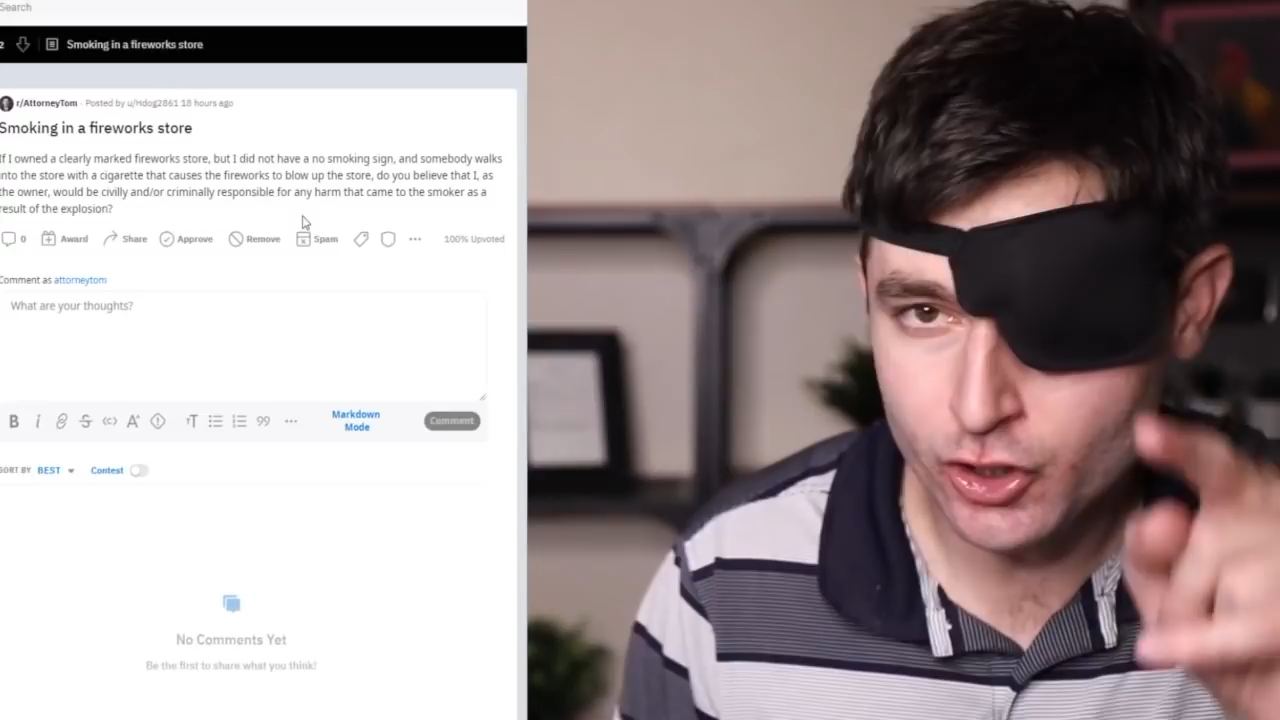 Search
2 Smoking in a fireworks store
r/AttorneyTom · Posted by u/Hdog2861 18 hours ago
Smoking in a fireworks store
If I owned a clearly marked fireworks store, but I did not have a no smoking sign, and somebody walks
into the store with a cigarette that causes the fireworks to blow up the store, do you believe that I, as
the owner, would be civilly and/or criminally responsible for any harm that came to the smoker as a
result of the explosion?
0 Award Share Approve Remove Spam ••• 100% Upvoted
Comment as attorneytom
What are your thoughts?
B i S <c> A T 99 ••• Markdown
Mode Comment
SORT BY BEST Contest
No Comments Yet
Be the first to share what you think!